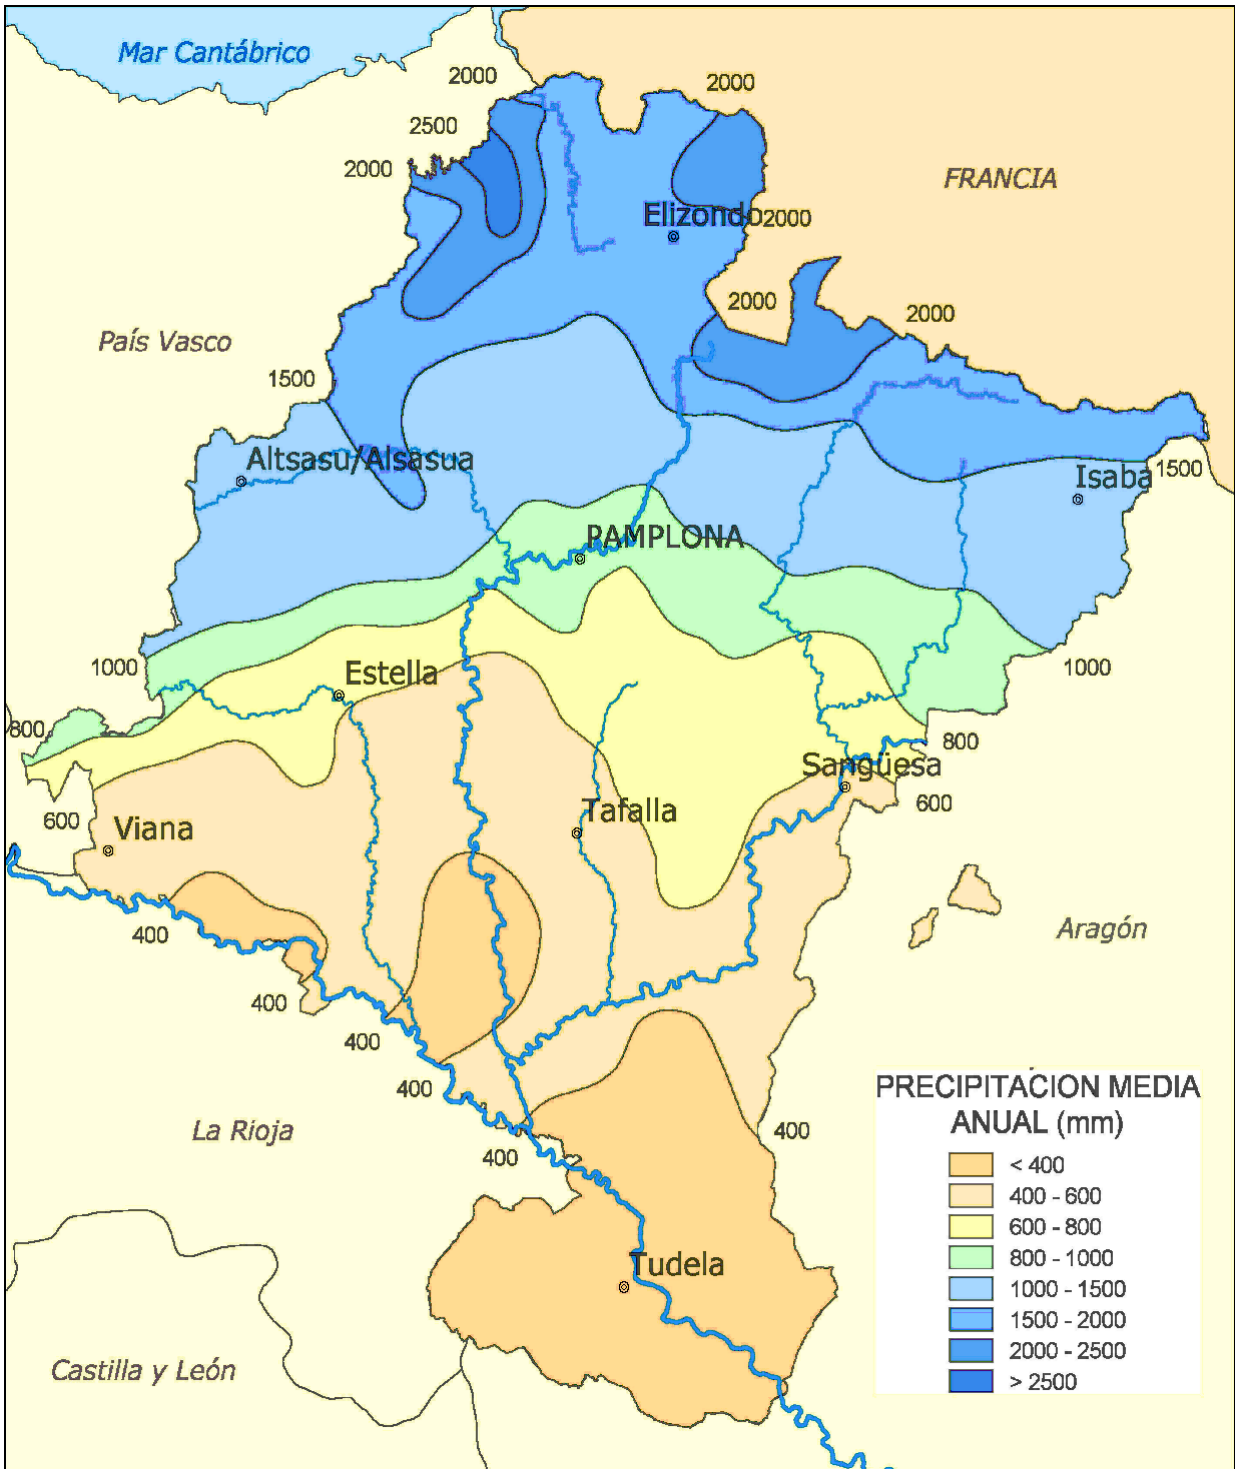 Mar Cantábrico
2000
2000
2500
2000
FRANCIA
Elizondo
2000
2000
2000
País Vasco
1500
Altsasu/Alsasua
Isaba
1500
PAMPLONA
1000
Estella
1000
800
800
Sangüesa
600
600
Viana
Tafalla
400
Aragón
400
400
400
La Rioja
400
400
Tudela
Castilla y León
PRECIPITACION MEDIA
ANUAL (mm)
< 400
400 - 600
600 - 800
800 - 1000
1000 - 1500
1500 - 2000
2000 - 2500
> 2500